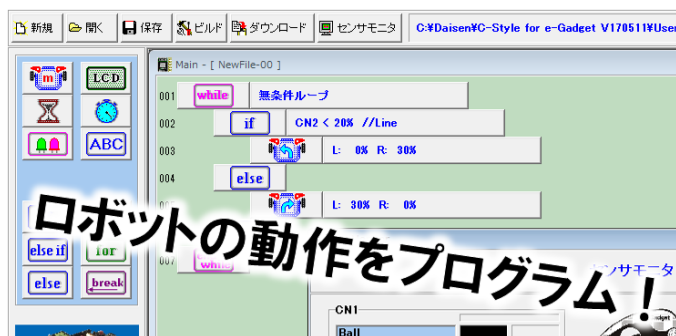 新規 開く 保存 ビルド ダウンロード センサモニタ C:¥Daisen¥C-Style for e-Gadget V170511¥User
Main - [ NewFile-00 ]
m LCD
001 while 無条件ループ
002 if CN2 < 20% //Line
ABC
003 L: 0% R: 30%
004 else
L: 30% R: 0%
ロボットの動作をプログラム！
else if for
007 while
センサモニタ
else break
CN1
Ball